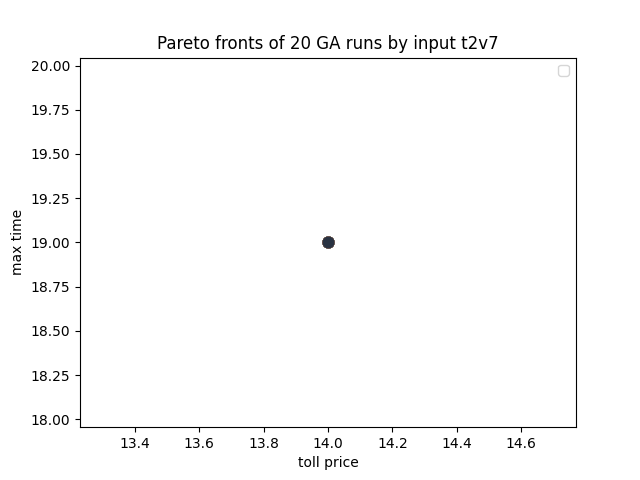 Pareto fronts of 20 GA runs by input t2v7
20.00
19.75
19.50
19.25
19.00
18.75
18.50
18.25
18.00
max time
13.4 13.6 13.8 14.0 14.2 14.4 14.6
toll price